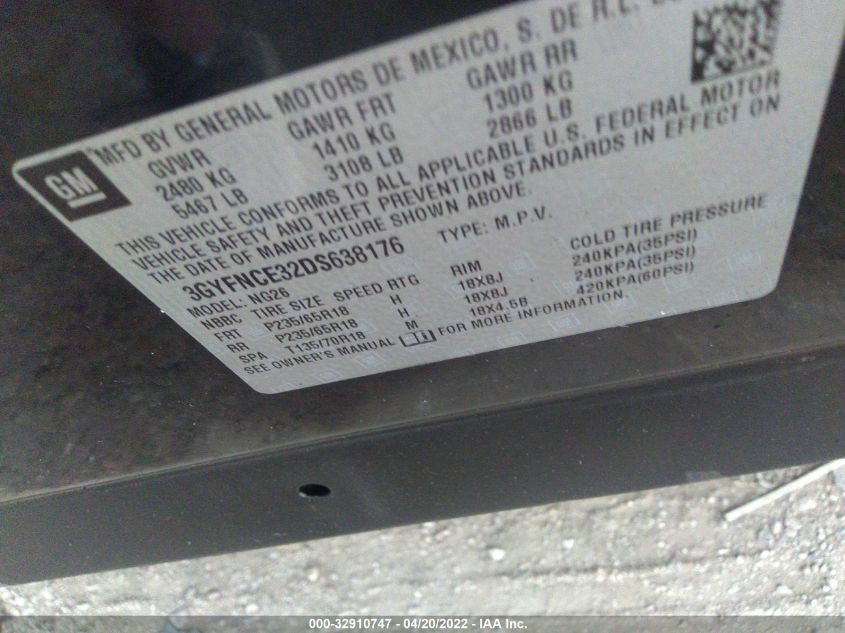 GM
MFD BY GENERAL MOTORS DE MEXICO, S. DE R.L.
GVWR GAWR FRT GAWR RR
2480 KG 1410 KG 1300 KG
5467 LB 3108 LB 2866 LB
THIS VEHICLE CONFORMS TO ALL APPLICABLE U.S. FEDERAL MOTOR
VEHICLE SAFETY AND THEFT PREVENTION STANDARDS IN EFFECT ON
THE DATE OF MANUFACTURE SHOWN ABOVE.
3GYFNCE32DS638176 TYPE: M.P.V.
MODEL: NG26
NBBC TIRE SIZE SPEED RTG RIM COLD TIRE PRESSURE
FRT P235/65R18 H 18X8J 240KPA(35PSI)
RR P235/65R18 H 18X8J 240KPA(35PSI)
SPA T135/70R18 M 18X4.5B 420KPA(60PSI)
SEE OWNER'S MANUAL FOR MORE INFORMATION.
000-32910747 - 04/20/2022 - IAA Inc.